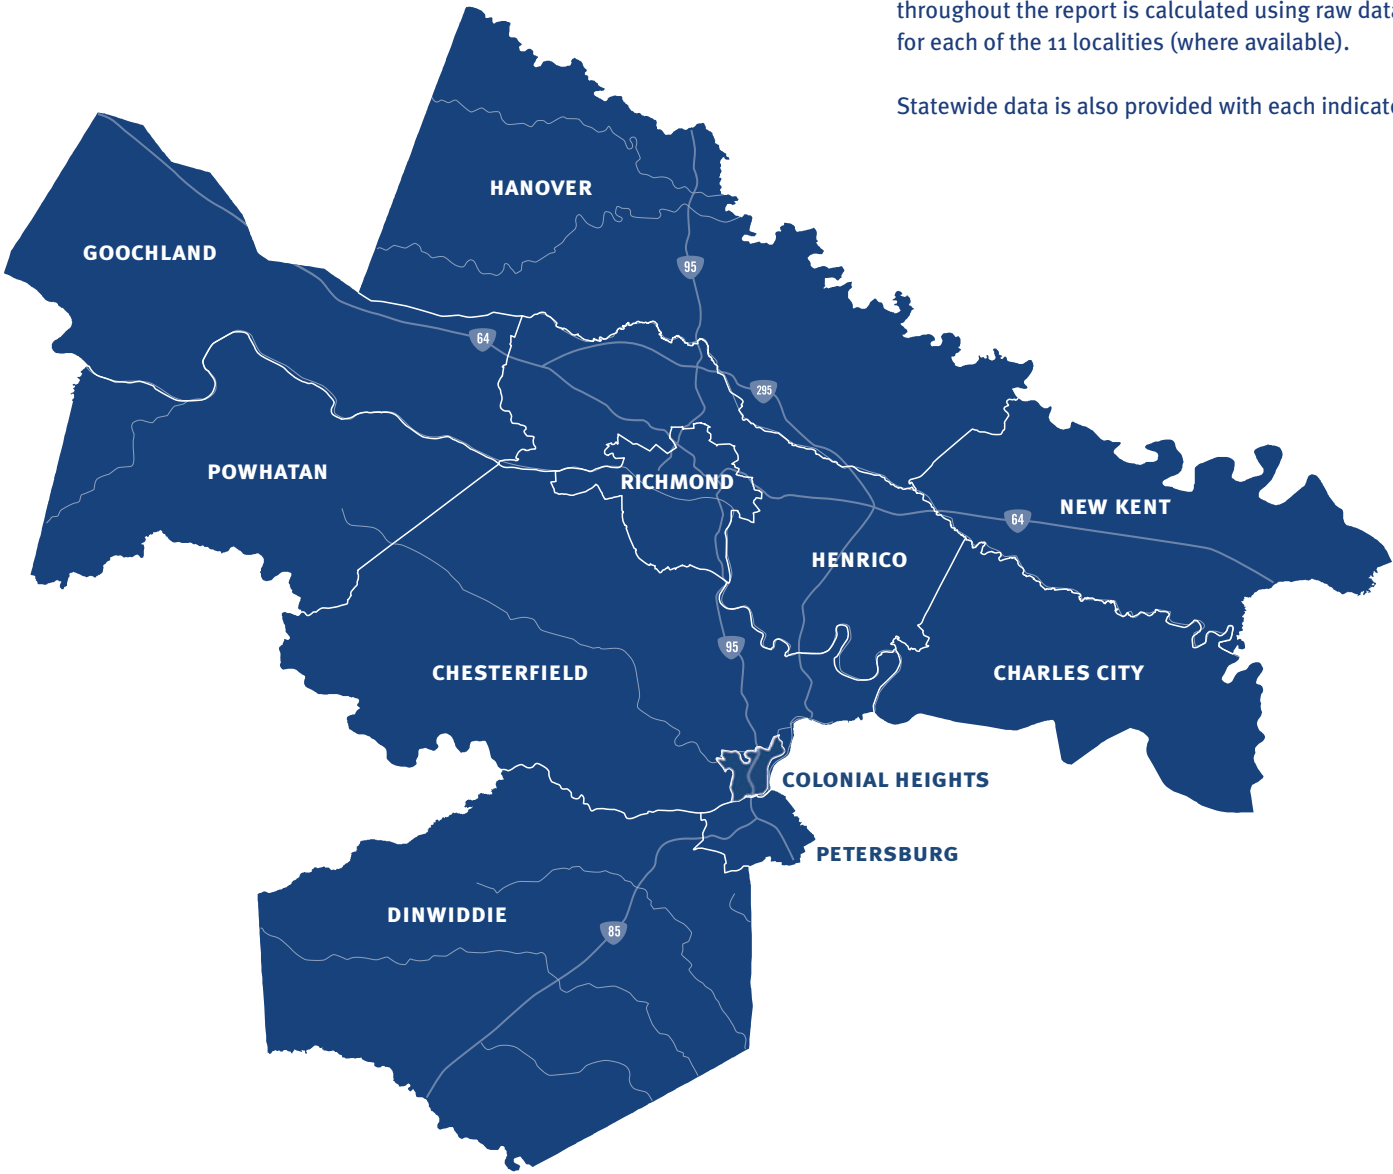 throughout the report is calculated using raw data
for each of the 11 localities (where available).
Statewide data is also provided with each
HANOVER
GOOCHLAND
95
64
295
POWHATAN
RICHMOND
NEW KENT
64
HENRICO
95
CHESTERFIELD
CHARLES CITY
COLONIAL HEIGHTS
PETERSBURG
DINWIDDIE
85